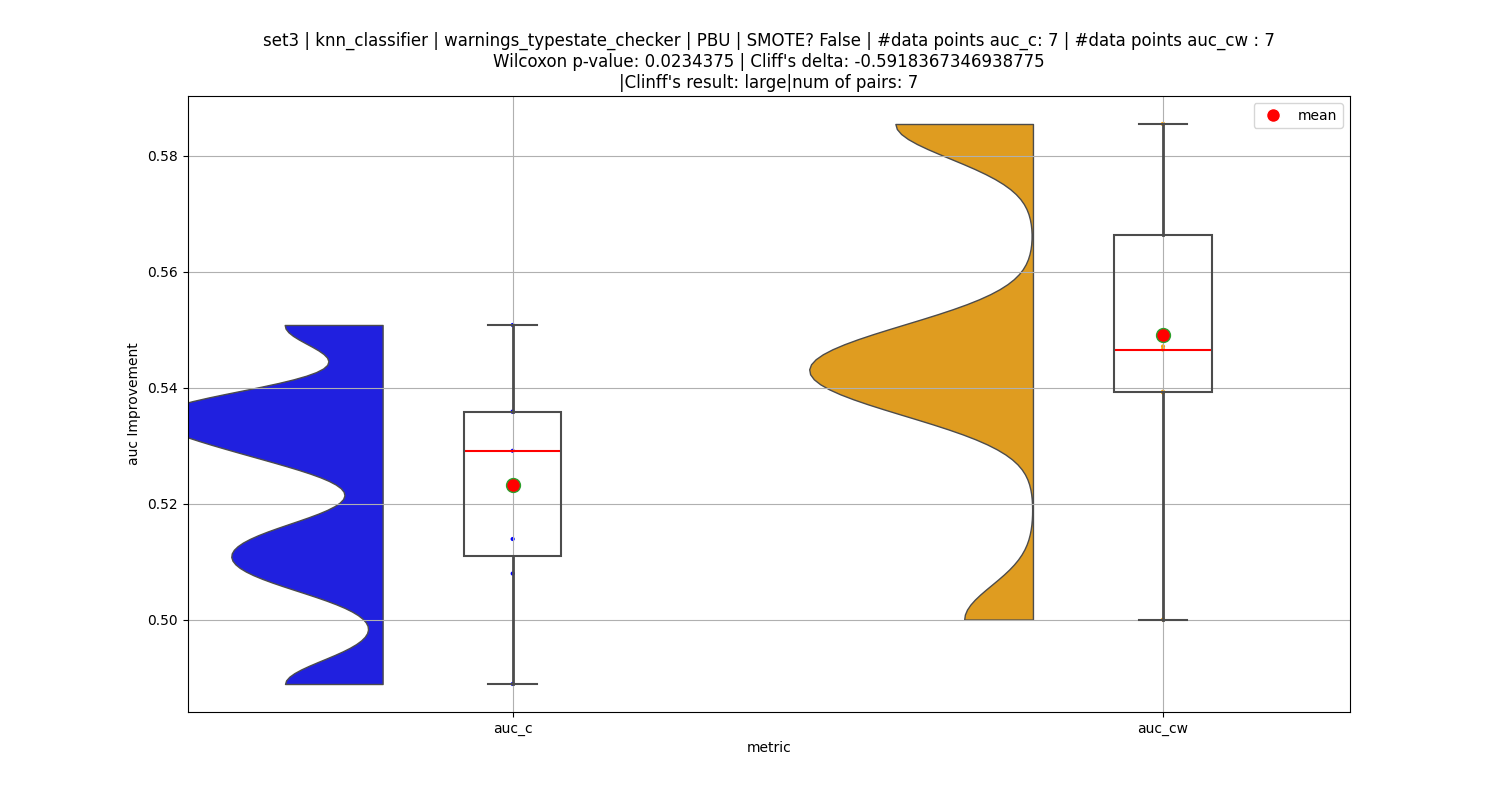 set3 | knn_classifier | warnings_typestate_checker | PBU | SMOTE? False | #data points auc_c: 7 | #data points auc_cw : 7
Wilcoxon p-value: 0.0234375 | Cliff's delta: -0.5918367346938775
|Clinff's result: large|num of pairs: 7
mean
0.58
0.56
0.54
0.52
0.50
auc Improvement
auc_c
auc_cw
metric